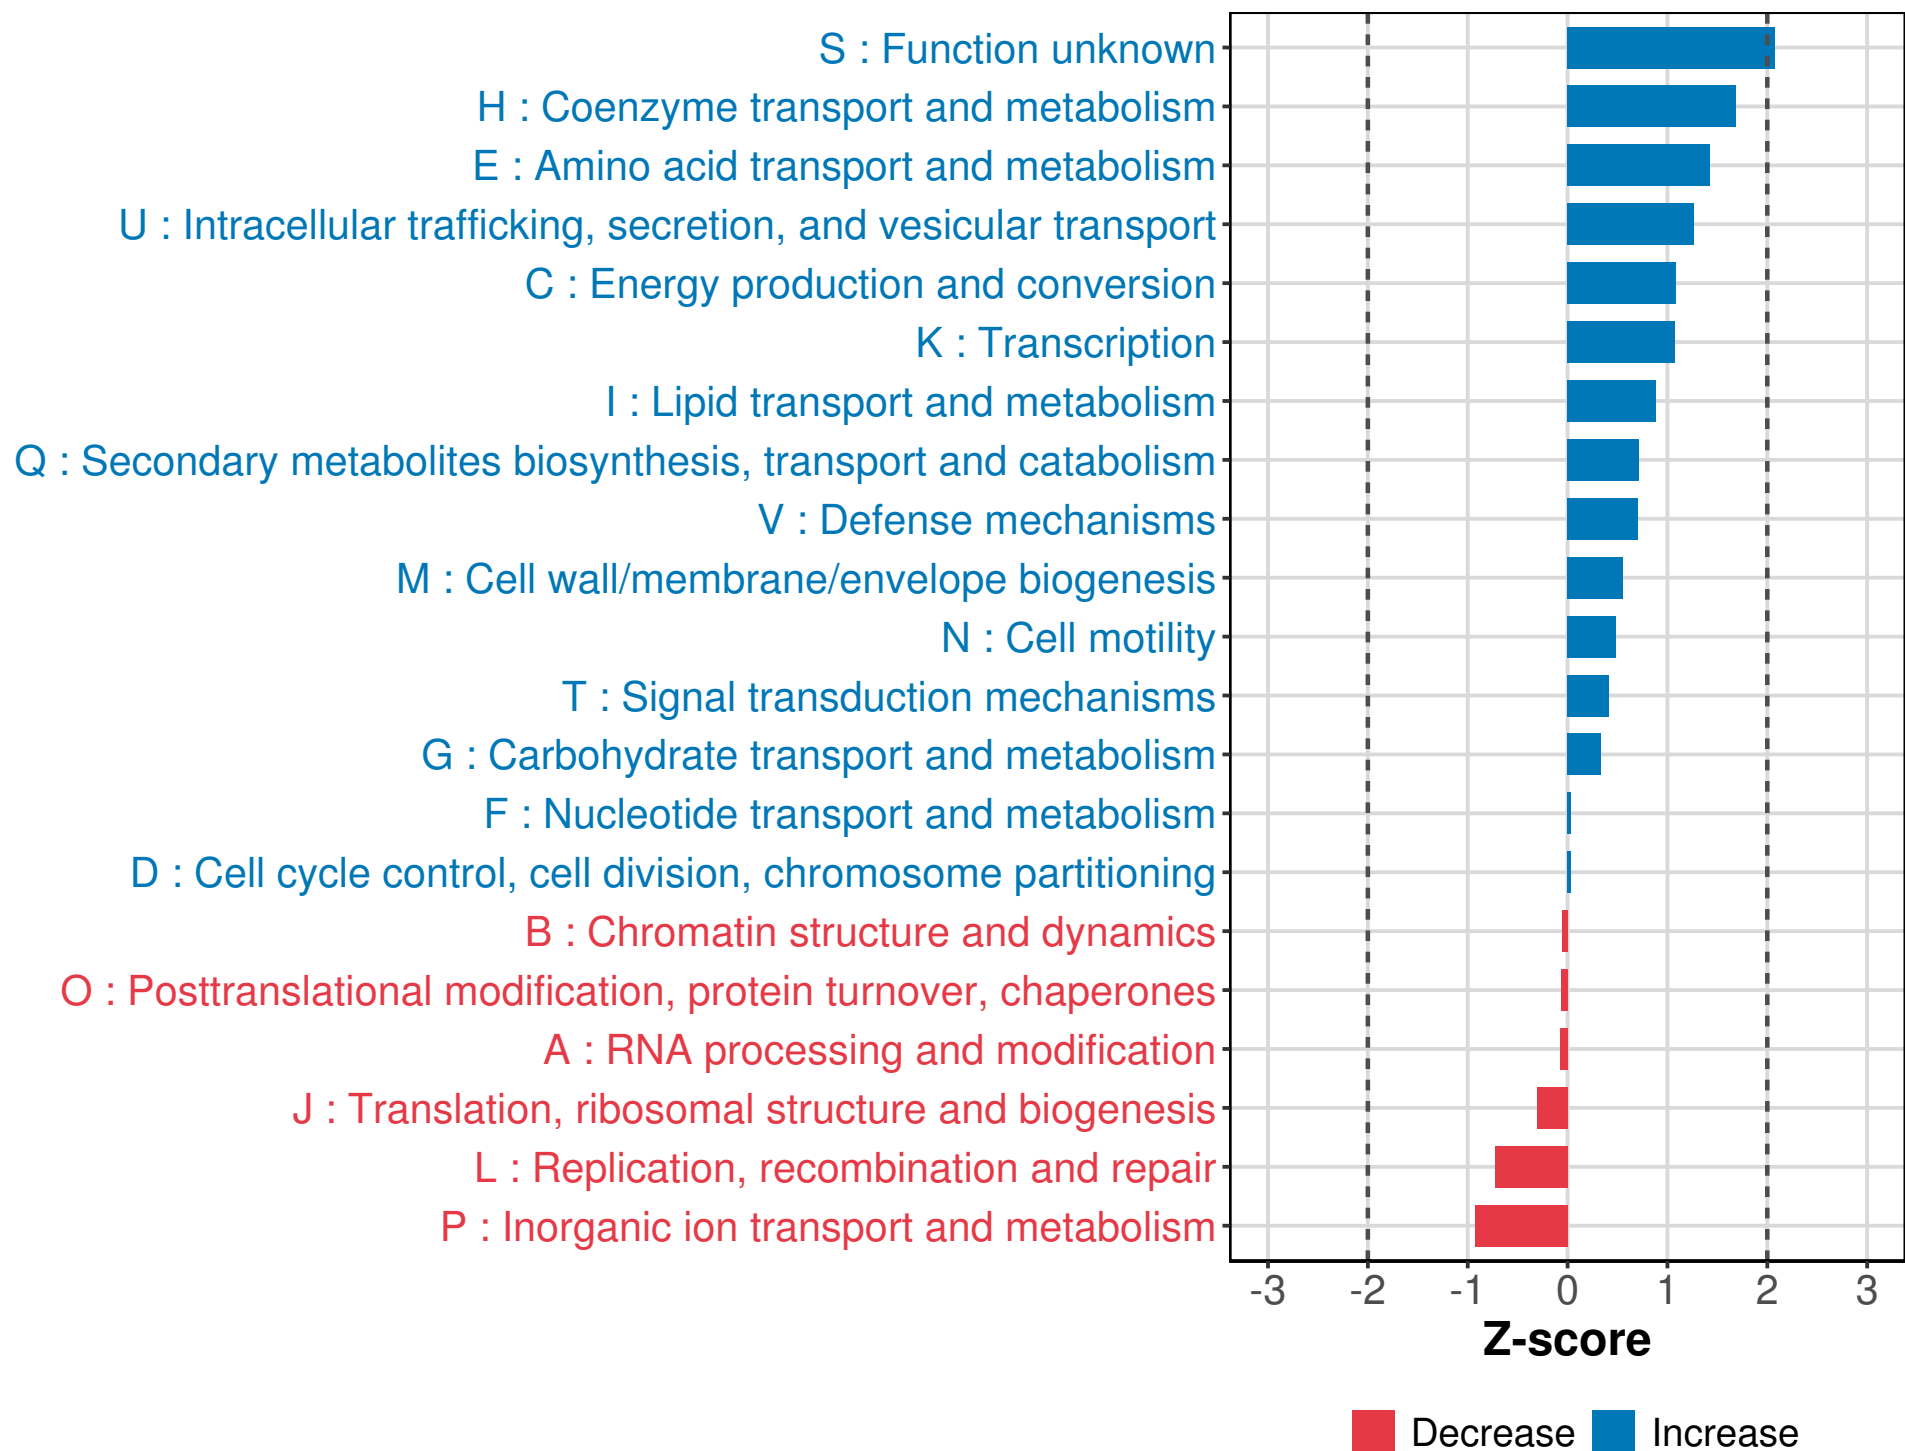 S : Function unknown
H : Coenzyme transport and metabolism
E : Amino acid transport and metabolism
U : Intracellular trafficking, secretion, and vesicular transport
C : Energy production and conversion
K : Transcription
I : Lipid transport and metabolism
Q : Secondary metabolites biosynthesis, transport and catabolism
V : Defense mechanisms
M : Cell wall/membrane/envelope biogenesis
N : Cell motility
T : Signal transduction mechanisms
G : Carbohydrate transport and metabolism
F : Nucleotide transport and metabolism
D : Cell cycle control, cell division, chromosome partitioning
B : Chromatin structure and dynamics
O : Posttranslational modification, protein turnover, chaperones
A : RNA processing and modification
J : Translation, ribosomal structure and biogenesis
L : Replication, recombination and repair
P : Inorganic ion transport and metabolism
-3 -2 -1 0 1 2 3
Z-score
Decrease Increase